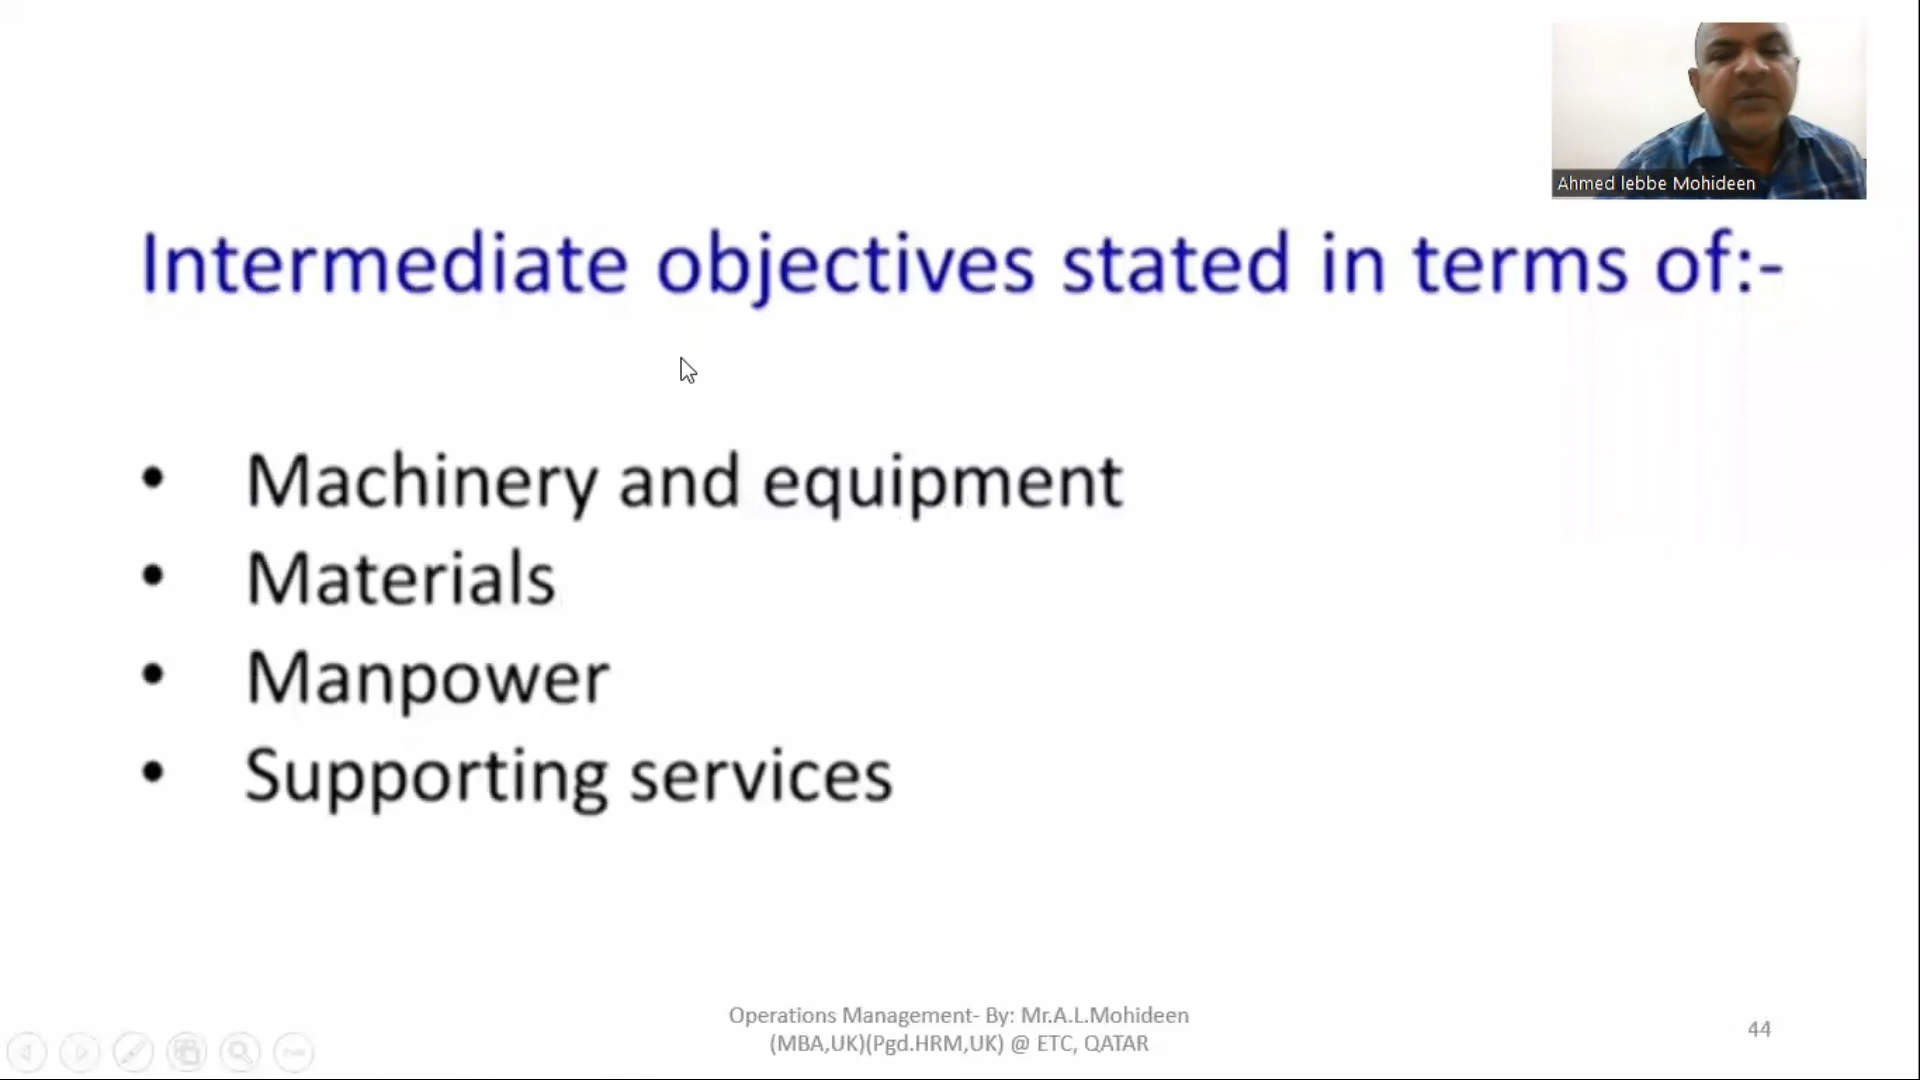 Ahmed lebbe Mohideen
Intermediate objectives stated in terms of:-
• Machinery and equipment
• Materials
• Manpower
• Supporting services
Operations Management- By: Mr.A.L.Mohideen
(MBA,UK)(Pgd.HRM,UK) @ ETC, QATAR
44